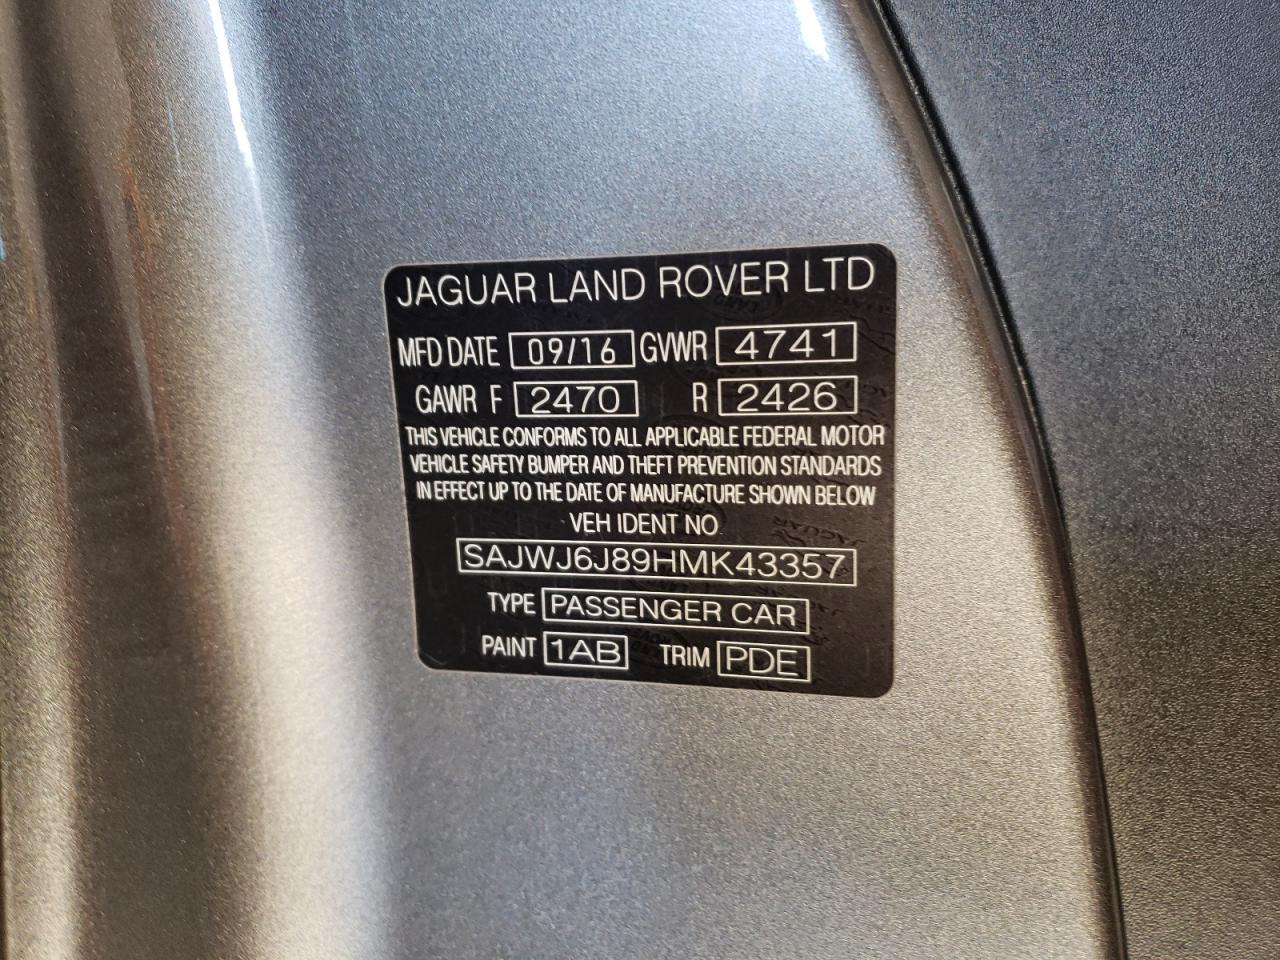 JAGUAR LAND ROVER LTD
MFD DATE 09/16 GVWR 4741
GAWR F 2470 R 2426
THIS VEHICLE CONFORMS TO ALL APPLICABLE FEDERAL MOTOR
VEHICLE SAFETY BUMPER AND THEFT PREVENTION STANDARDS
IN EFFECT UP TO THE DATE OF MANUFACTURE SHOWN BELOW
VEH IDENT NO
SAJWJ6J89HMK43357
TYPE PASSENGER CAR
PAINT 1AB TRIM PDE